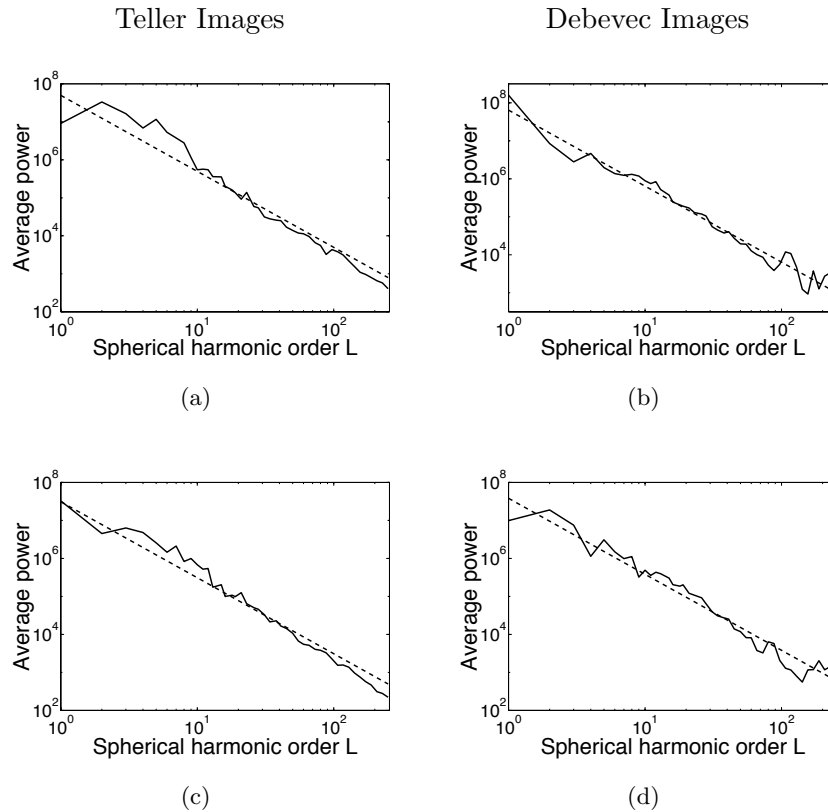 Teller Images
Debevec Images
10^8
10^6
10^4
10^2
Average power
10^0 10^1 10^2
Spherical harmonic order L
(a)
10^8
10^6
10^4
Average power
10^0 10^1 10^2
Spherical harmonic order L
(b)
10^8
10^6
10^4
10^2
Average power
10^0 10^1 10^2
Spherical harmonic order L
(c)
10^8
10^6
10^4
10^2
Average power
10^0 10^1 10^2
Spherical harmonic order L
(d)